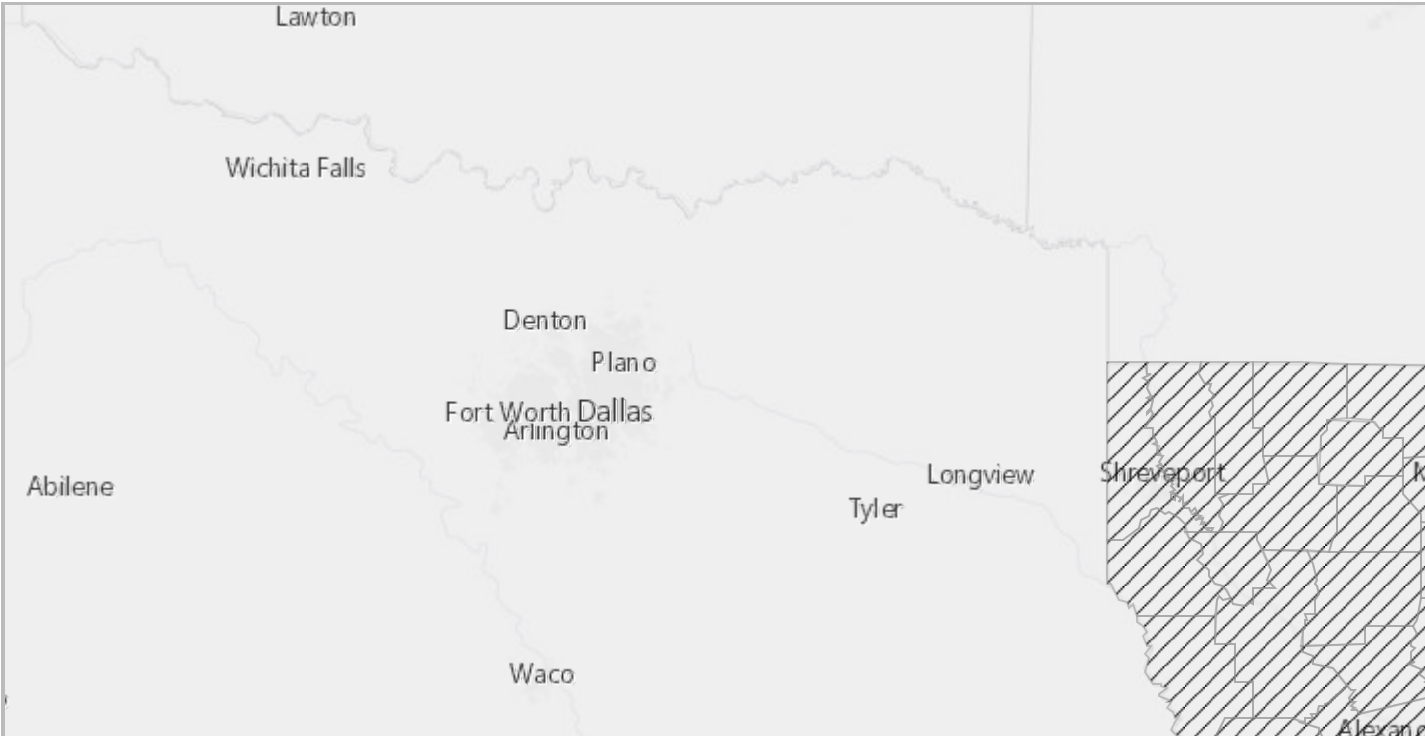 Lawton
Wichita Falls
Denton
Plano
Fort Worth Dallas
Arlington
Shreveport
Longview
Abilene
Tyler
Waco